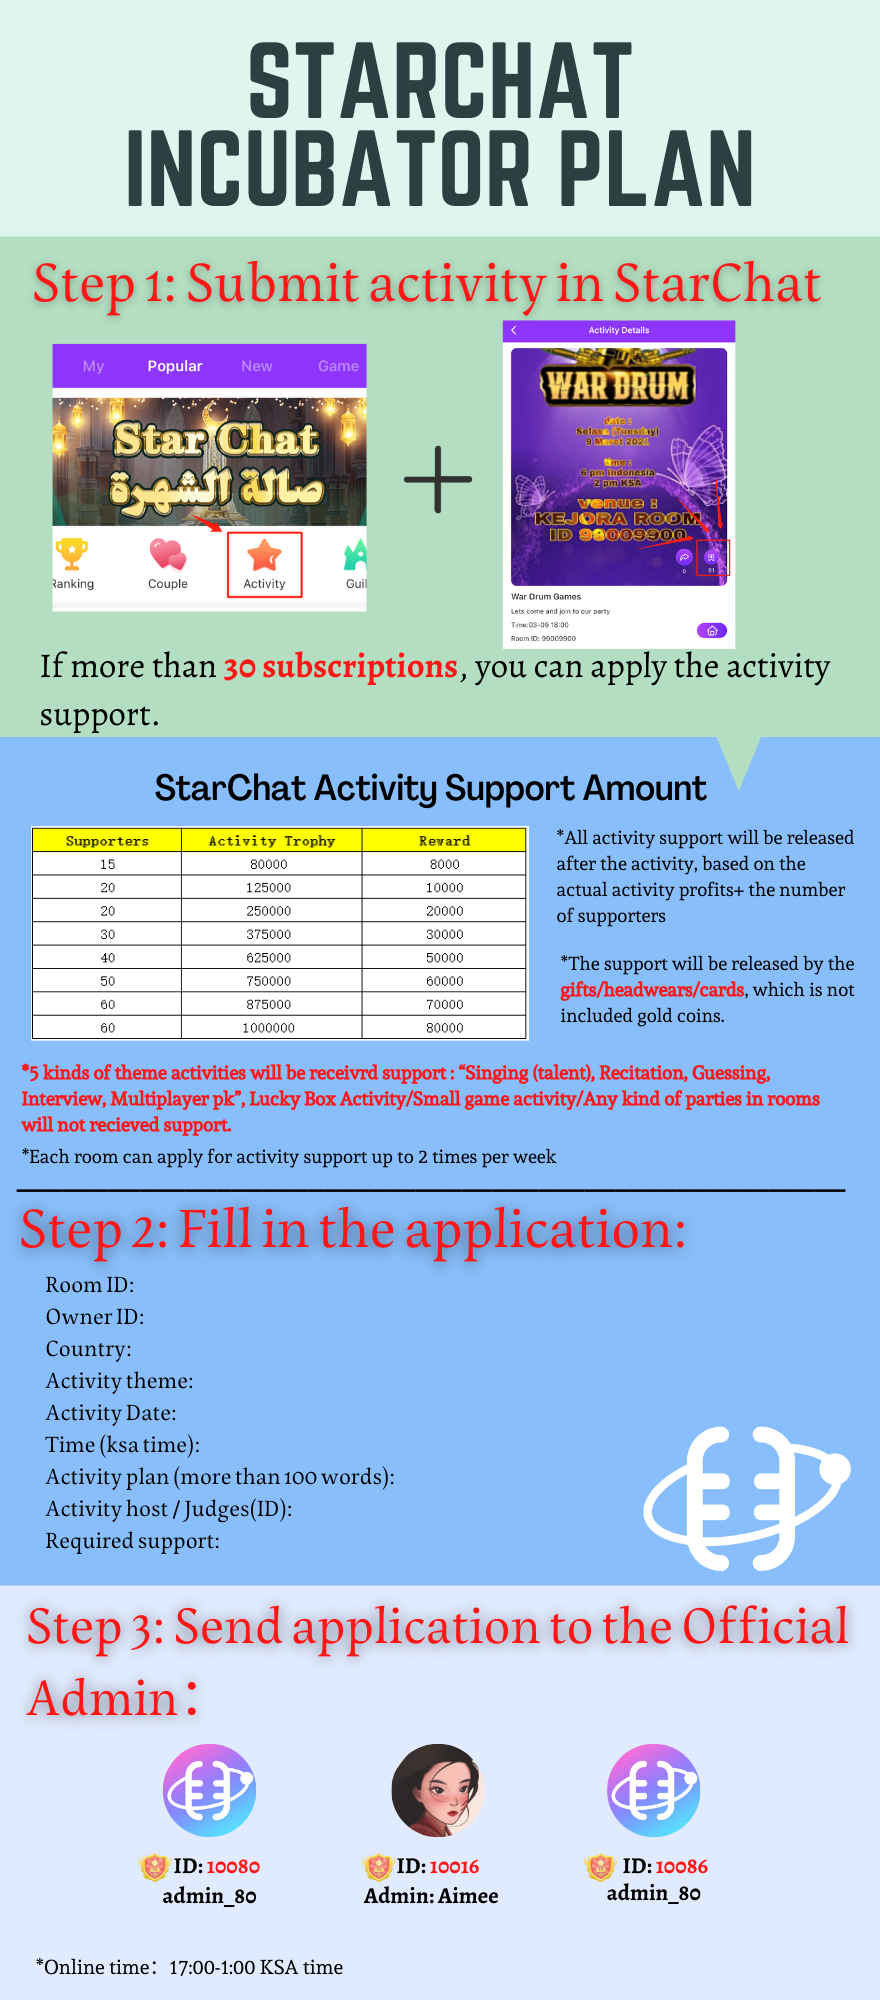 STARCHAT
INCUBATOR PLAN
Step 1: Submit activity in StarChat
My Popular New Game
Star Chat
صالة الشهرة
Ranking Couple Activity Guil
Activity Details
WAR DRUM
date :
Selasa (Tuesday)
9 Maret 2021
time :
6 pm Indonesia
2 pm KSA
venue :
KEJORA ROOM
ID 99009900
0 91
War Drum Games
Lets come and join to our party
Time:03-09 18:00
Room ID: 99009900
If more than 30 subscriptions, you can apply the activity
support.
StarChat Activity Support Amount
Supporters Activity Trophy Reward
15 80000 8000
20 125000 10000
20 250000 20000
30 375000 30000
40 625000 50000
50 750000 60000
60 875000 70000
60 1000000 80000
*All activity support will be released
after the activity, based on the
actual activity profits+ the number
of supporters
*The support will be released by the
gifts/headwears/cards, which is not
included gold coins.
*5 kinds of theme activities will be receivrd support : “Singing (talent), Recitation, Guessing,
Interview, Multiplayer pk”, Lucky Box Activity/Small game activity/Any kind of parties in rooms
will not recieved support.
*Each room can apply for activity support up to 2 times per week
Step 2: Fill in the application:
Room ID:
Owner ID:
Country:
Activity theme:
Activity Date:
Time (ksa time):
Activity plan (more than 100 words):
Activity host / Judges(ID):
Required support:
Step 3: Send application to the Official
Admin：
ID: 10080
admin_80
ID: 10016
Admin: Aimee
ID: 10086
admin_80
*Online time：17:00-1:00 KSA time